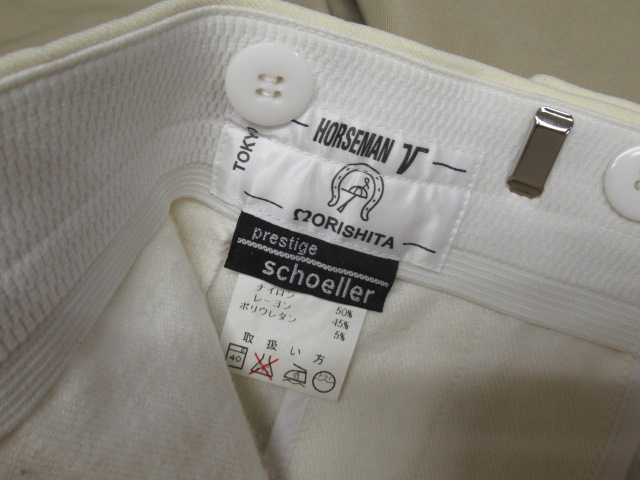 HORSEMAN V
TOKYO
MORISHITA
prestige
schoeller
ナイロン 50%
レーヨン 45%
ポリウレタン 5%
取扱い方
40